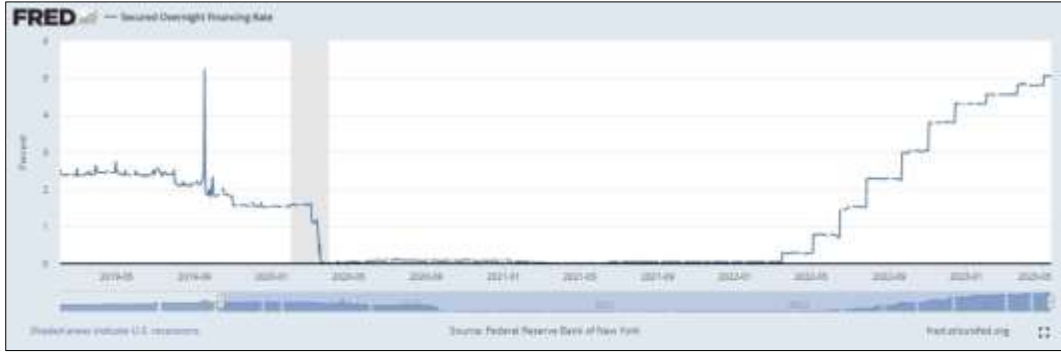 FRED — Secured Overnight Financing Rate
6
5
4
3
2
1
0
Percent
2019-05 2019-09 2020-01 2020-05 2020-09 2021-01 2021-05 2021-09 2022-01 2022-05 2022-09 2023-01 2023-05
Shaded areas indicate U.S. recessions.
Source: Federal Reserve Bank of New York
fred.stlouisfed.org